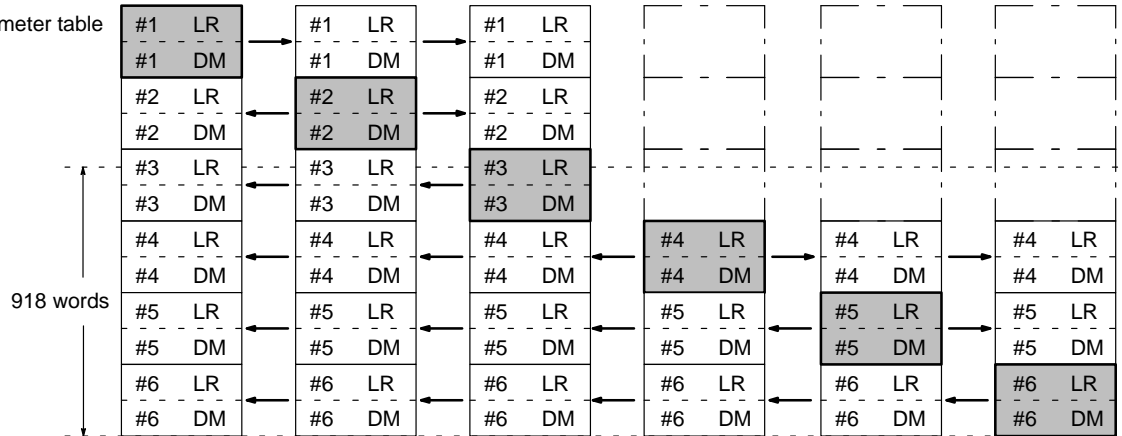 meter table #1 LR #1 LR #1 LR
#1 DM #1 DM #1 DM
#2 LR #2 LR #2 LR
#2 DM #2 DM #2 DM
#3 LR #3 LR #3 LR
#3 DM #3 DM #3 DM
#4 LR #4 LR #4 LR #4 LR #4 LR #4 LR
#4 DM #4 DM #4 DM #4 DM #4 DM #4 DM
918 words #5 LR #5 LR #5 LR #5 LR #5 LR #5 LR
#5 DM #5 DM #5 DM #5 DM #5 DM #5 DM
#6 LR #6 LR #6 LR #6 LR #6 LR #6 LR
#6 DM #6 DM #6 DM #6 DM #6 DM #6 DM